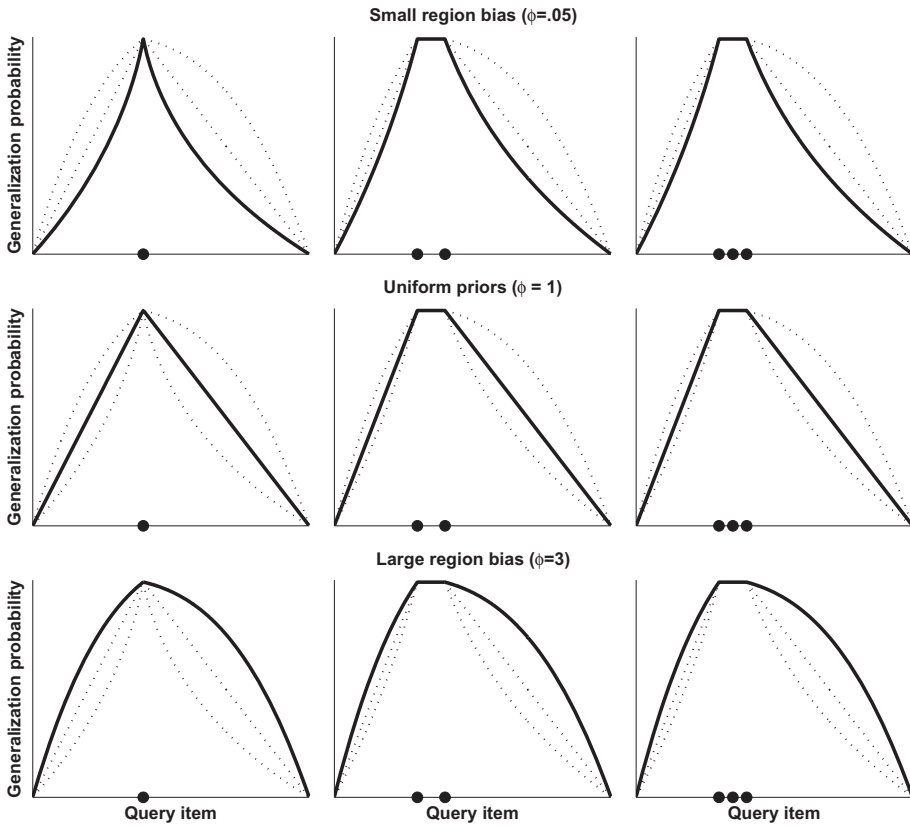 Small region bias (ϕ=.05)
Generalization probability
Uniform priors (ϕ = 1)
Generalization probability
Large region bias (ϕ=3)
Generalization probability
Query item
Query item
Query item